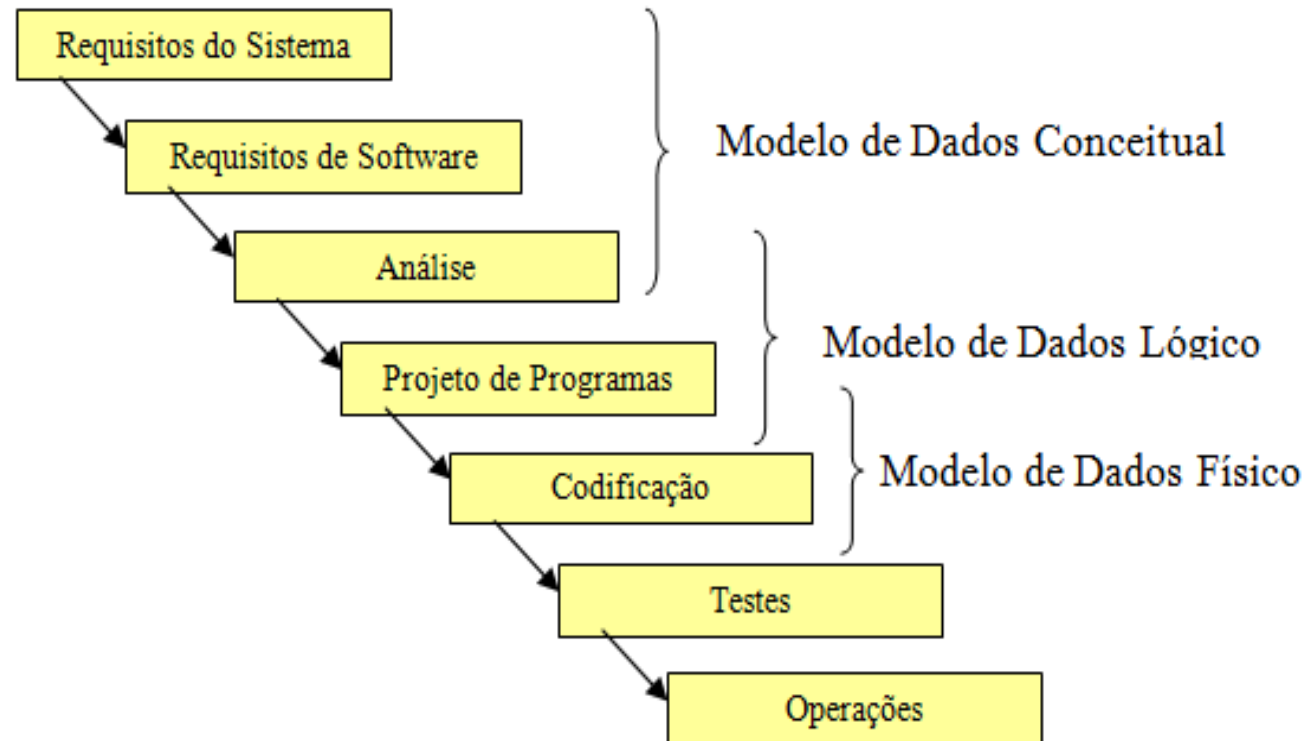 Requisitos do Sistema
Requisitos de Software
Modelo de Dados Conceitual
Análise
Modelo de Dados Lógico
Projeto de Programas
Modelo de Dados Físico
Codificação
Testes
Operações